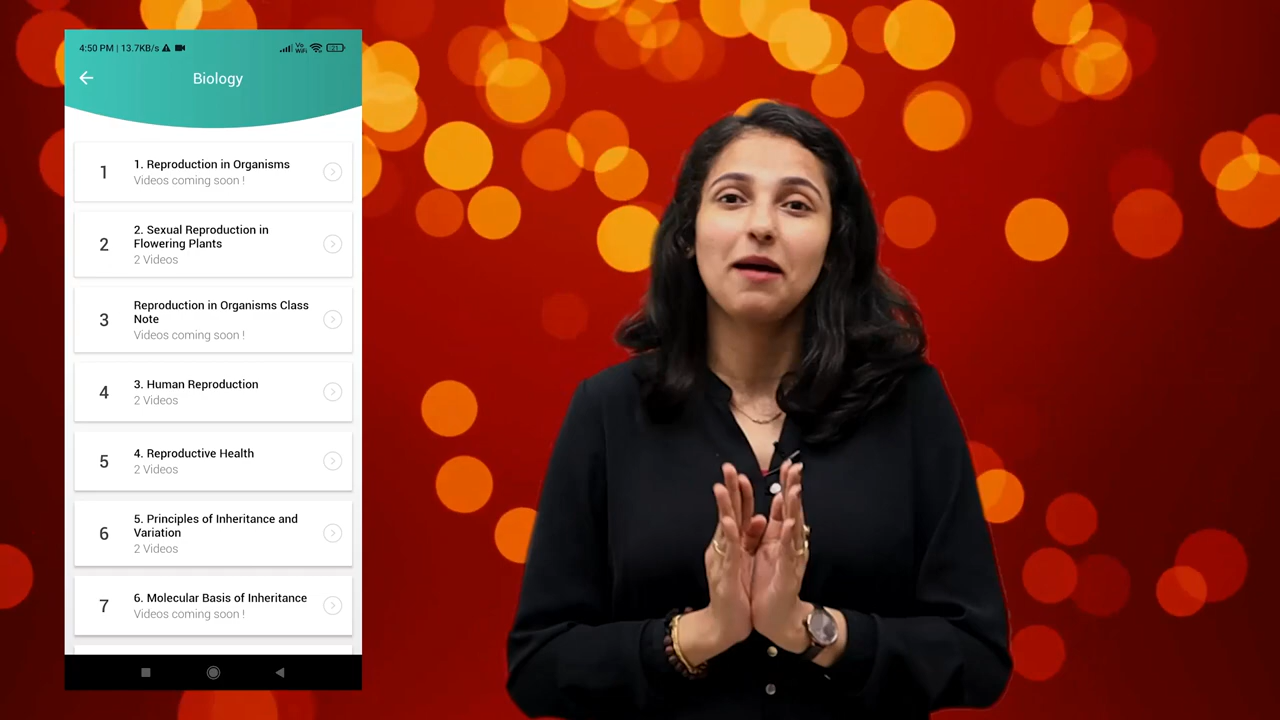 4:50 PM | 13.7KB/s
Vo
WiFi
21
Biology
1
1. Reproduction in Organisms
Videos coming soon !
2
2. Sexual Reproduction in
Flowering Plants
2 Videos
3
Reproduction in Organisms Class
Note
Videos coming soon !
4
3. Human Reproduction
2 Videos
5
4. Reproductive Health
2 Videos
6
5. Principles of Inheritance and
Variation
2 Videos
7
6. Molecular Basis of Inheritance
Videos coming soon !